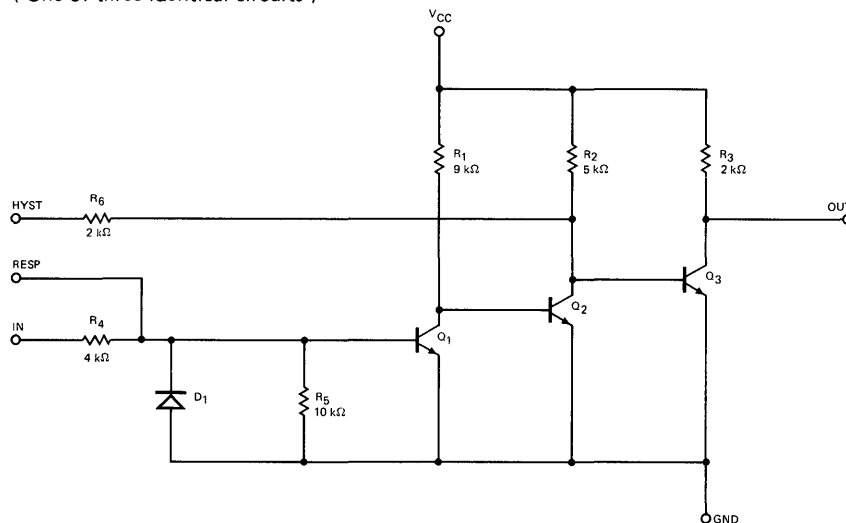 ( One of three identical circuits )
VCC
R1
9 kΩ
R2
5 kΩ
R3
2 kΩ
HYST
R6
2 kΩ
OUT
RESP
IN
R4
4 kΩ
Q1
Q2
Q3
D1
R5
10 kΩ
GND